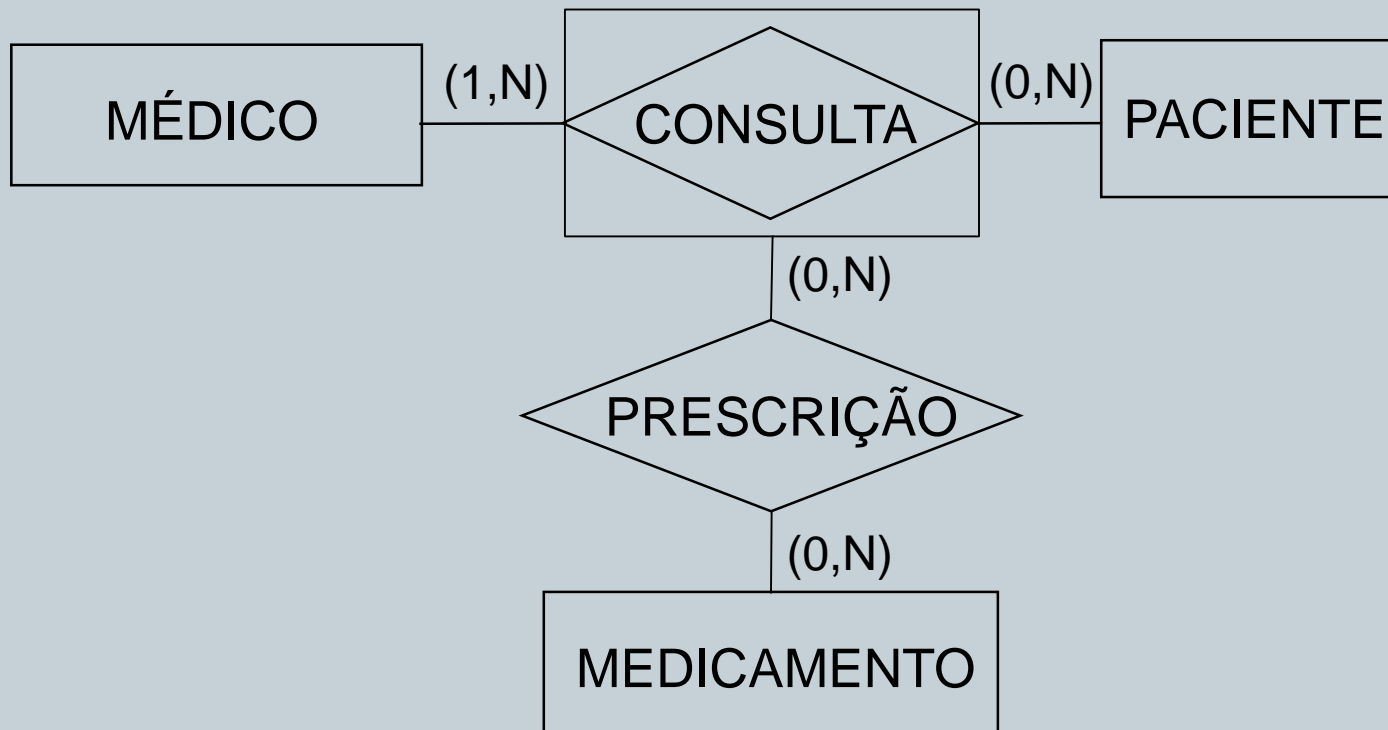 MÉDICO
(1,N)
CONSULTA
(0,N)
PACIENTE
(0,N)
PRESCRIÇÃO
(0,N)
MEDICAMENTO